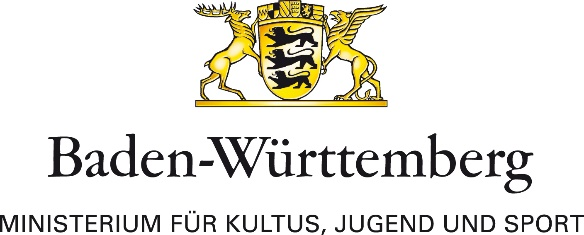 Baden-Württemberg
MINISTERIUM FÜR KULTUS, JUGEND UND SPORT